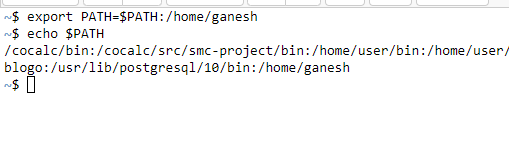 ~$ export PATH=$PATH:/home/ganesh
~$ echo $PATH
/cocalc/bin:/cocalc/src/smc-project/bin:/home/user/bin:/home/user/
blogo:/usr/lib/postgresql/10/bin:/home/ganesh
~$